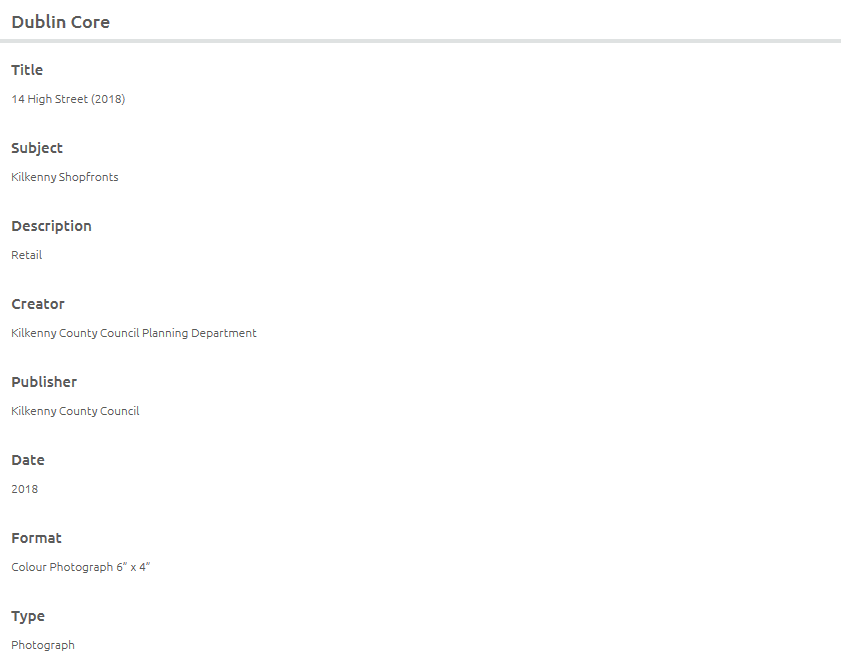 Dublin Core
Title
14 High Street (2018)
Subject
Kilkenny Shopfronts
Description
Retail
Creator
Kilkenny County Council Planning Department
Publisher
Kilkenny County Council
Date
2018
Format
Colour Photograph 6” x 4”
Type
Photograph